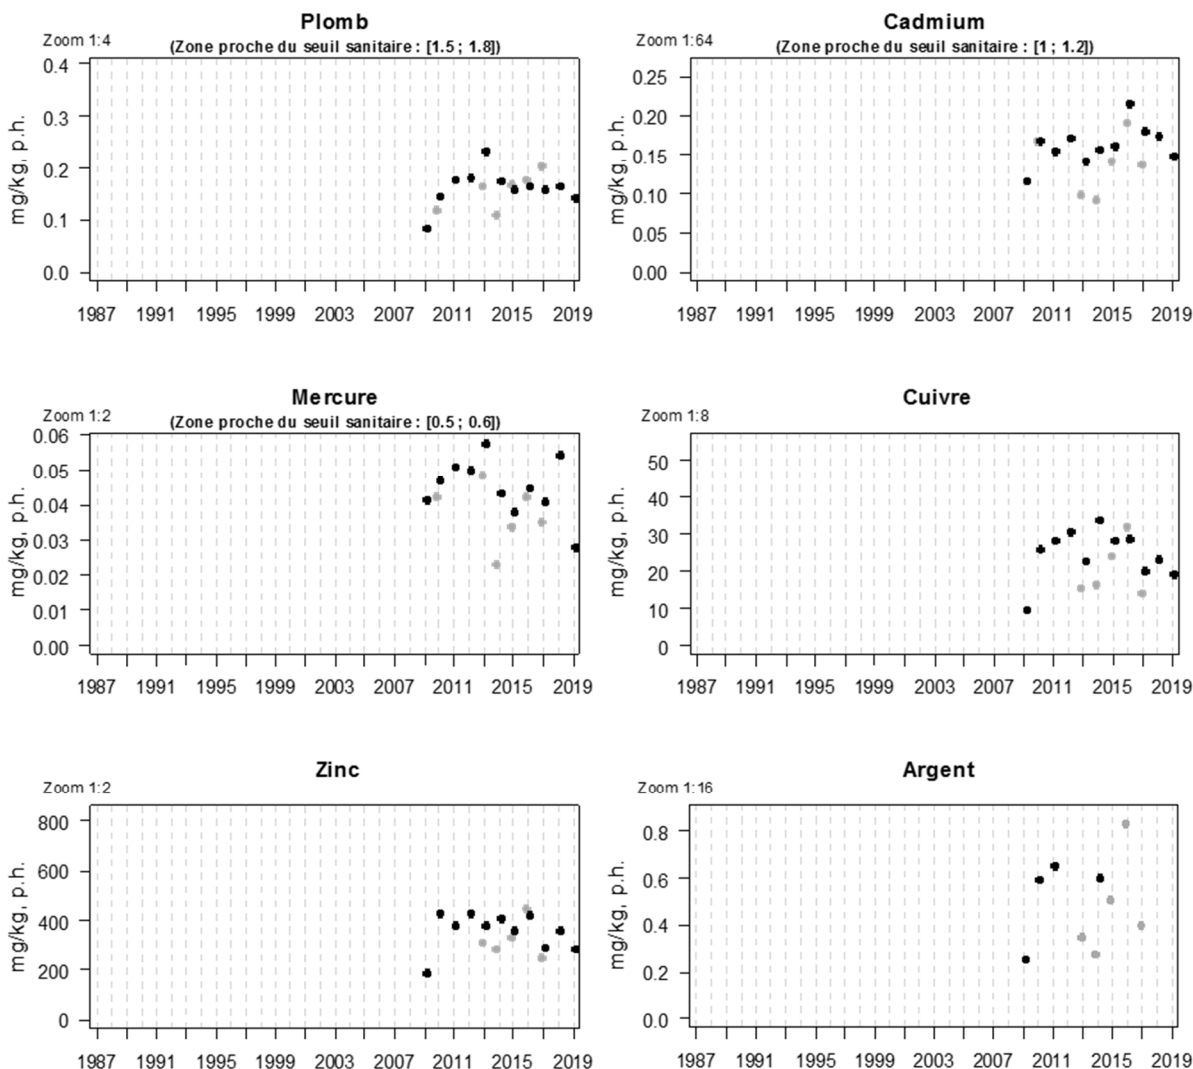 Plomb
Zoom 1:4
(Zone proche du seuil sanitaire : [1.5 ; 1.8])
mg/kg, p.h.
0.4
0.3
0.2
0.1
0.0
1987 1991 1995 1999 2003 2007 2011 2015 2019
Cadmium
Zoom 1:64
(Zone proche du seuil sanitaire : [1 ; 1.2])
mg/kg, p.h.
0.25
0.20
0.15
0.10
0.05
0.00
1987 1991 1995 1999 2003 2007 2011 2015 2019
Mercure
Zoom 1:2
(Zone proche du seuil sanitaire : [0.5 ; 0.6])
mg/kg, p.h.
0.06
0.05
0.04
0.03
0.02
0.01
0.00
1987 1991 1995 1999 2003 2007 2011 2015 2019
Cuivre
Zoom 1:8
mg/kg, p.h.
50
40
30
20
10
0
1987 1991 1995 1999 2003 2007 2011 2015 2019
Zinc
Zoom 1:2
mg/kg, p.h.
800
600
400
200
0
1987 1991 1995 1999 2003 2007 2011 2015 2019
Argent
Zoom 1:16
mg/kg, p.h.
0.8
0.6
0.4
0.2
0.0
1987 1991 1995 1999 2003 2007 2011 2015 2019